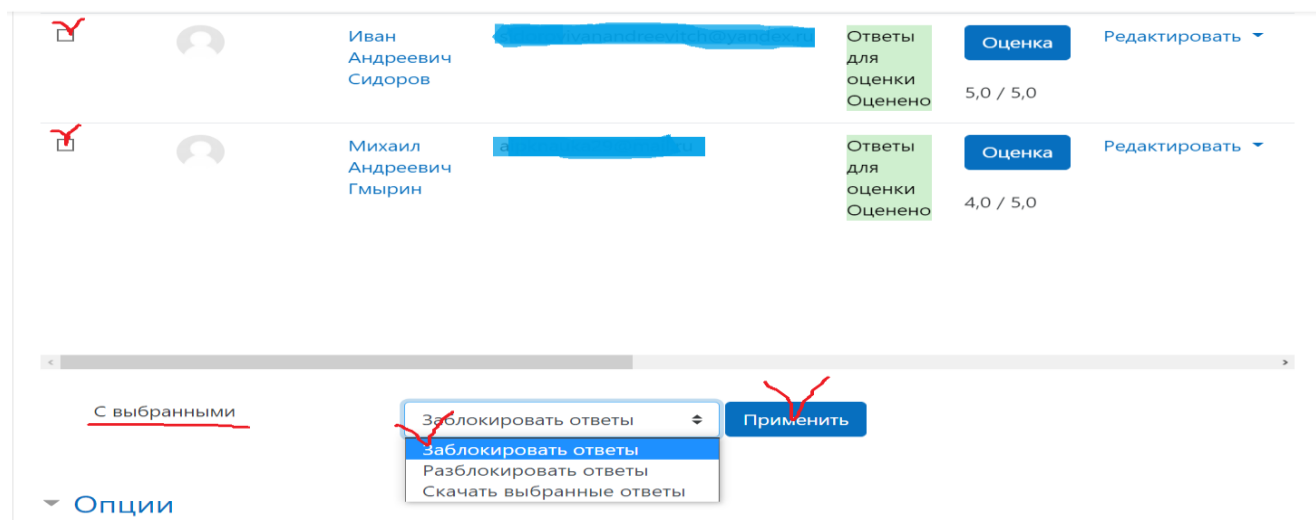 Иван
Андреевич
Сидоров
Ответы
для
оценки
Оценено
Оценка
5,0 / 5,0
Редактировать
Михаил
Андреевич
Гмырин
Ответы
для
оценки
Оценено
Оценка
4,0 / 5,0
Редактировать
С выбранными
Заблокировать ответы
Применить
Заблокировать ответы
Разблокировать ответы
Скачать выбранные ответы
Опции